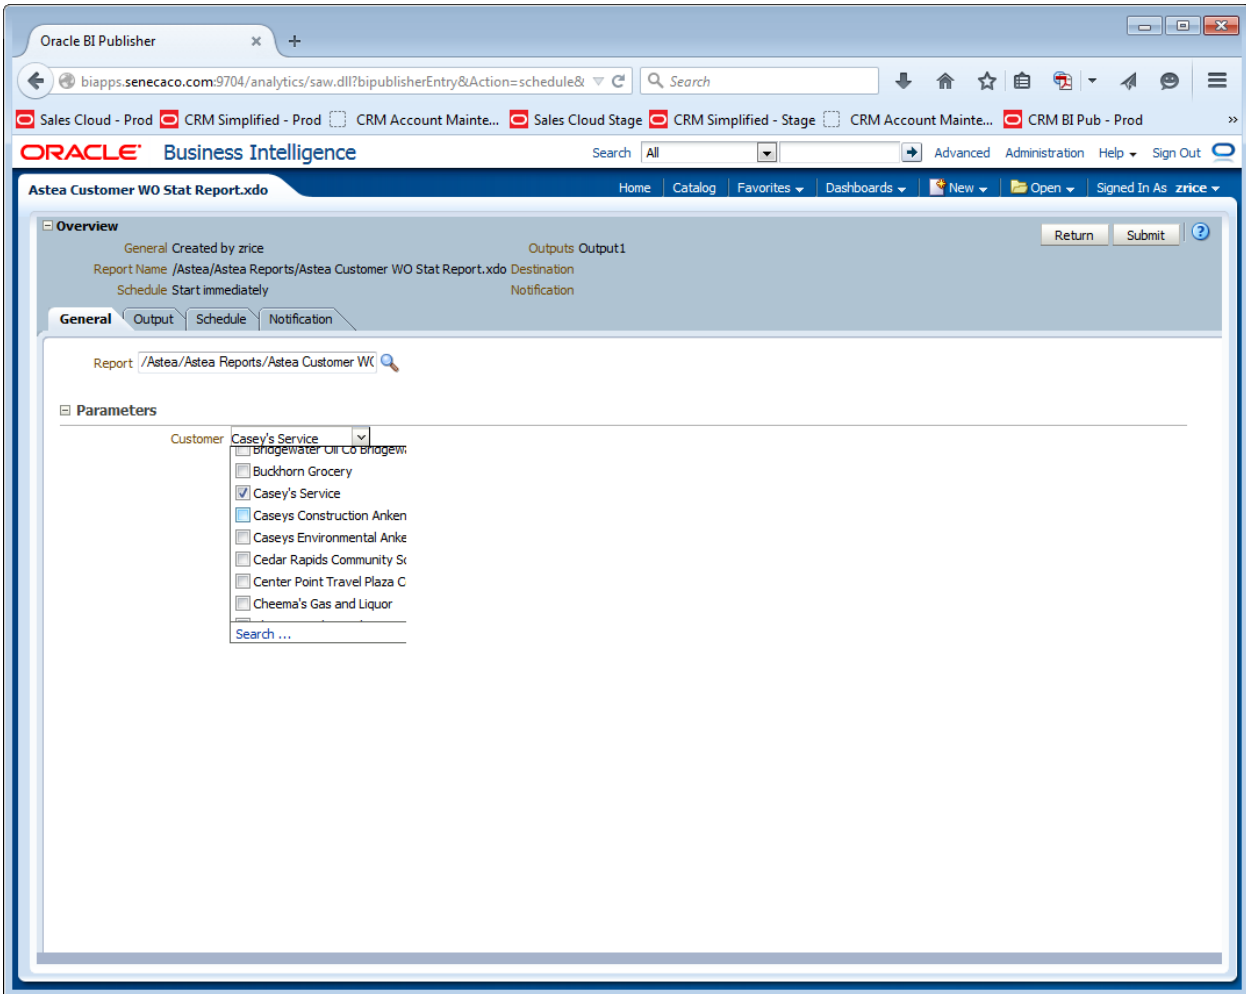 Oracle BI Publisher
biapps.senecaco.com:9704/analytics/saw.dll?bipublisherEntry&Action=schedule& Search
Sales Cloud - Prod CRM Simplified - Prod CRM Account Mainte... Sales Cloud Stage CRM Simplified - Stage CRM Account Mainte... CRM BI Pub - Prod »
ORACLE Business Intelligence Search All Advanced Administration Help Sign Out
Astea Customer WO Stat Report.xdo Home Catalog Favorites Dashboards New Open Signed In As zrice
Overview Return Submit
General Created by zrice Outputs Output1
Report Name /Astea/Astea Reports/Astea Customer WO Stat Report.xdo Destination
Schedule Start immediately Notification
General Output Schedule Notification
Report /Astea/Astea Reports/Astea Customer W
Parameters
Customer Casey's Service
Bridgewater Oil Co Bridgew
Buckhorn Grocery
Casey's Service
Caseys Construction Anken
Caseys Environmental Anke
Cedar Rapids Community Sc
Center Point Travel Plaza C
Cheema's Gas and Liquor
Search ...